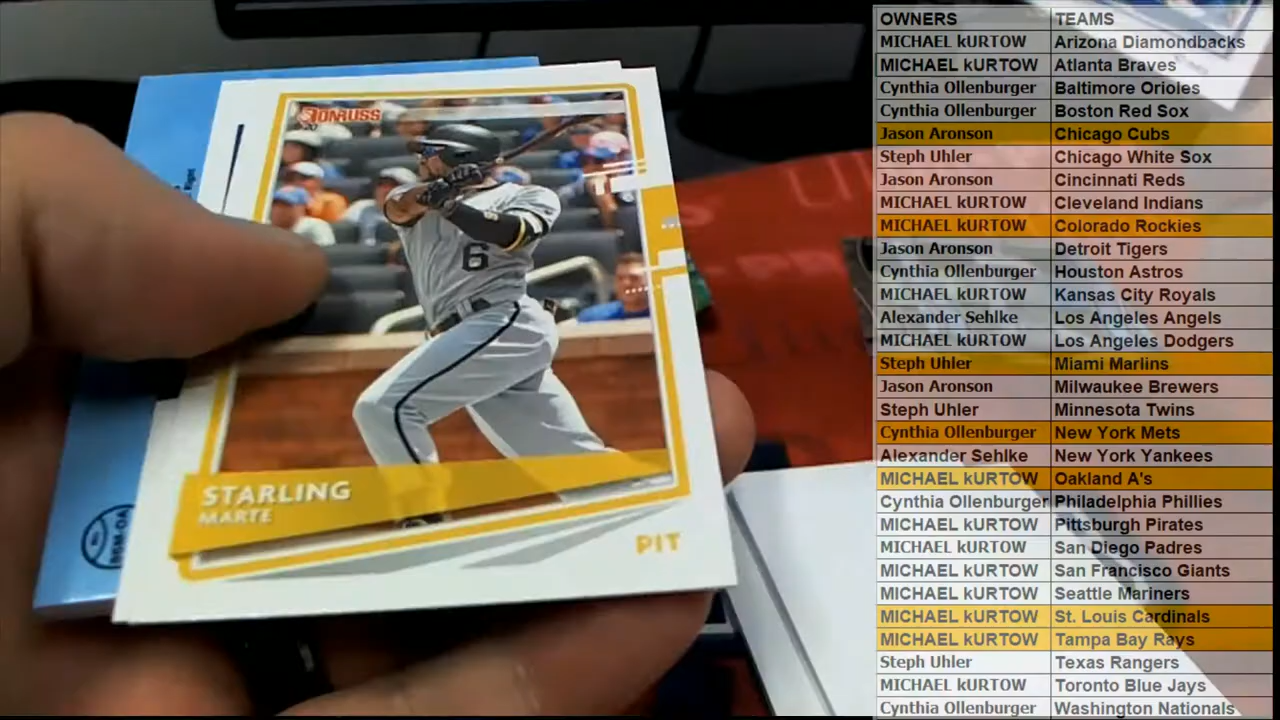 DONRUSS
20
6
STARLING
MARTE
PIT
BSM-OA
OWNERS TEAMS
MICHAEL kURTOW Arizona Diamondbacks
MICHAEL kURTOW Atlanta Braves
Cynthia Ollenburger Baltimore Orioles
Cynthia Ollenburger Boston Red Sox
Jason Aronson Chicago Cubs
Steph Uhler Chicago White Sox
Jason Aronson Cincinnati Reds
MICHAEL kURTOW Cleveland Indians
MICHAEL kURTOW Colorado Rockies
Jason Aronson Detroit Tigers
Cynthia Ollenburger Houston Astros
MICHAEL kURTOW Kansas City Royals
Alexander Sehlke Los Angeles Angels
MICHAEL kURTOW Los Angeles Dodgers
Steph Uhler Miami Marlins
Jason Aronson Milwaukee Brewers
Steph Uhler Minnesota Twins
Cynthia Ollenburger New York Mets
Alexander Sehlke New York Yankees
MICHAEL kURTOW Oakland A's
Cynthia Ollenburger Philadelphia Phillies
MICHAEL kURTOW Pittsburgh Pirates
MICHAEL kURTOW San Diego Padres
MICHAEL kURTOW San Francisco Giants
MICHAEL kURTOW Seattle Mariners
MICHAEL kURTOW St. Louis Cardinals
MICHAEL kURTOW Tampa Bay Rays
Steph Uhler Texas Rangers
MICHAEL kURTOW Toronto Blue Jays
Cynthia Ollenburger Washington Nationals